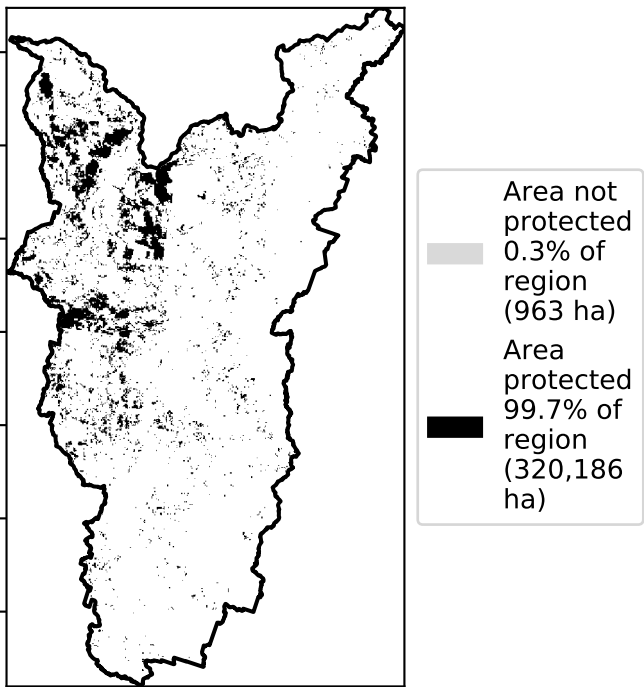 Area not
protected
0.3% of
region
(963 ha)
Area
protected
99.7% of
region
(320,186
ha)